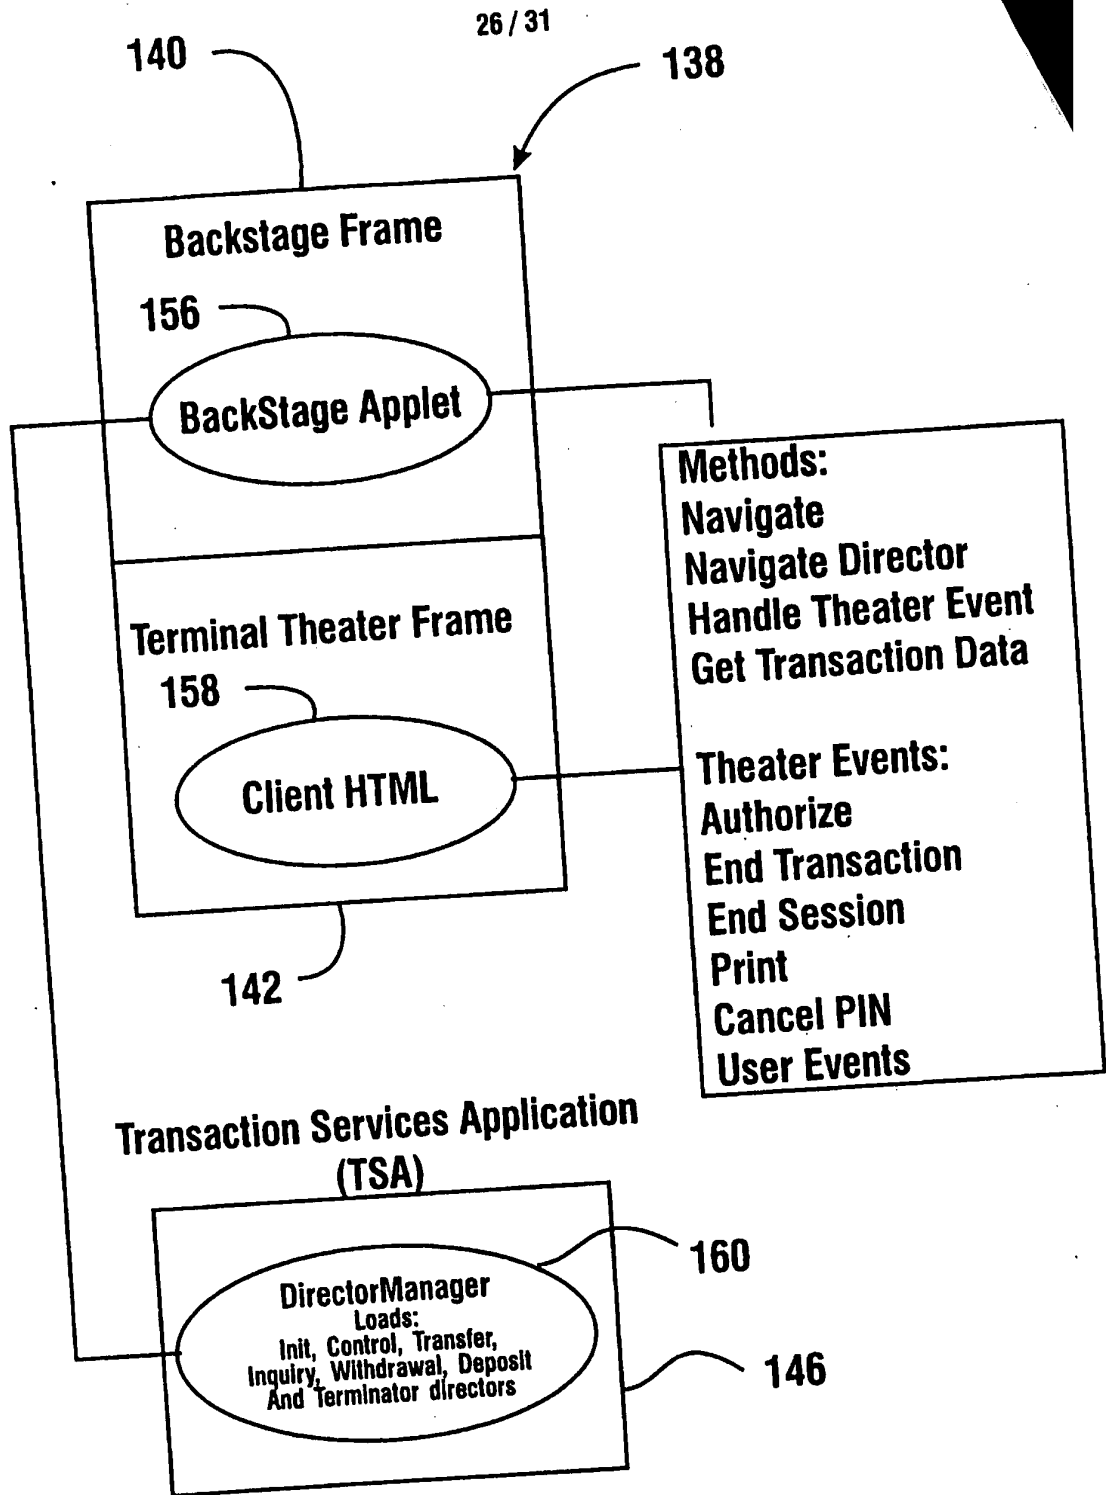 26 / 31
140
138
Backstage Frame
156
BackStage Applet
Methods:
Navigate
Navigate Director
Handle Theater Event
Get Transaction Data
Theater Events:
Authorize
End Transaction
End Session
Print
Cancel PIN
User Events
Terminal Theater Frame
158
Client HTML
142
Transaction Services Application
(TSA)
160
DirectorManager
Loads:
Init, Control, Transfer,
Inquiry, Withdrawal, Deposit
And Terminator directors
146